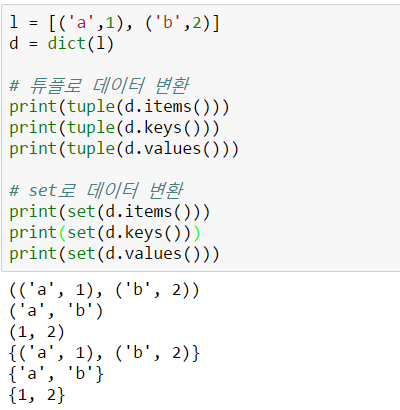 l = [('a',1), ('b',2)]
d = dict(l)
# 튜플로 데이터 변환
print(tuple(d.items()))
print(tuple(d.keys()))
print(tuple(d.values()))
# set로 데이터 변환
print(set(d.items()))
print(set(d.keys()))
print(set(d.values()))
(('a', 1), ('b', 2))
('a', 'b')
(1, 2)
{('a', 1), ('b', 2)}
{'a', 'b'}
{1, 2}